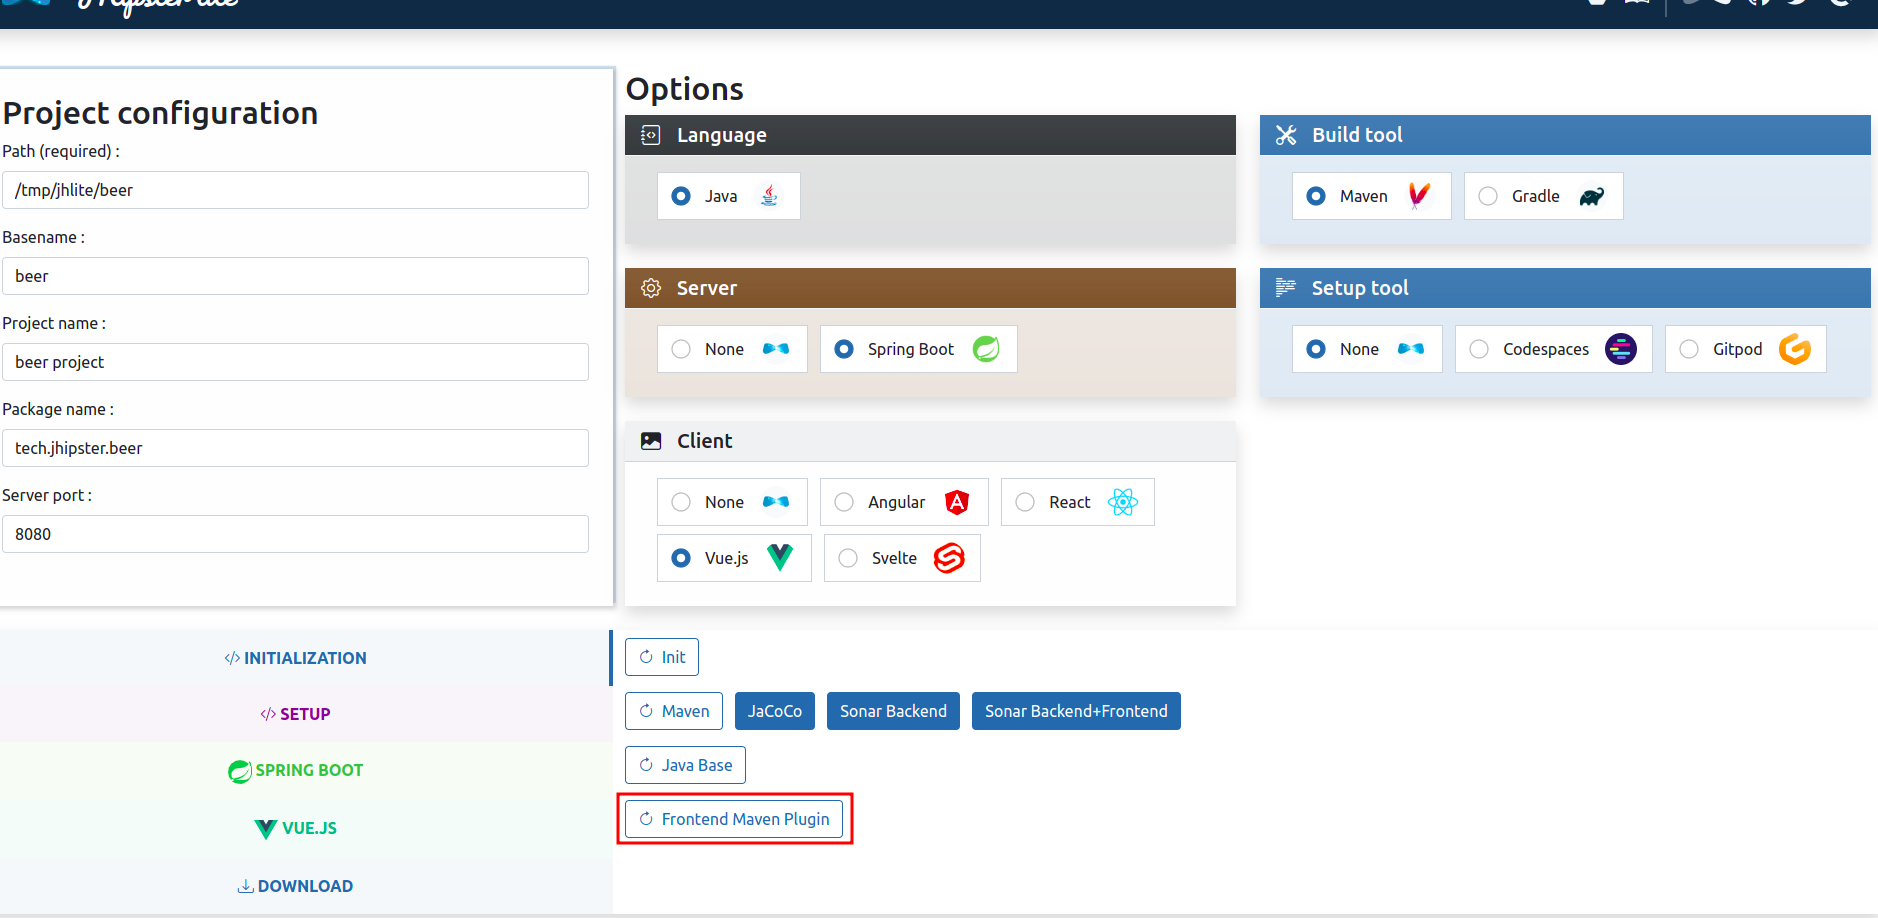 Project configuration
Path (required) :
/tmp/jhlite/beer
Basename :
beer
Project name :
beer project
Package name :
tech.jhipster.beer
Server port :
8080
Options
Language
Java
Build tool
Maven
Gradle
Server
None
Spring Boot
Setup tool
None
Codespaces
Gitpod
Client
None
Angular
React
Vue.js
Svelte
INITIALIZATION
SETUP
SPRING BOOT
VUE.JS
DOWNLOAD
Init
Maven
JaCoCo
Sonar Backend
Sonar Backend+Frontend
Java Base
Frontend Maven Plugin